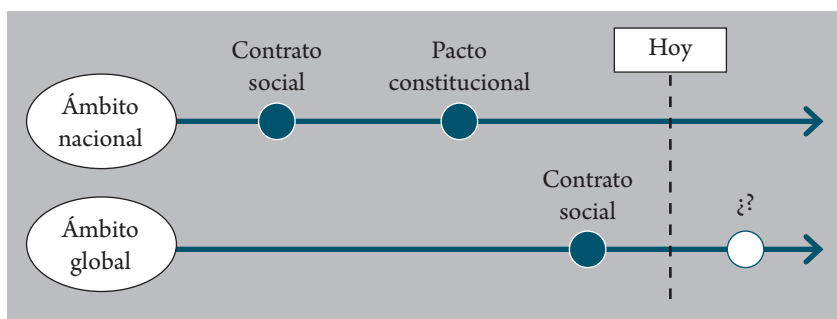 Contrato
social
Pacto
constitucional
Hoy
Ámbito
nacional
Contrato
social
¿?
Ámbito
global